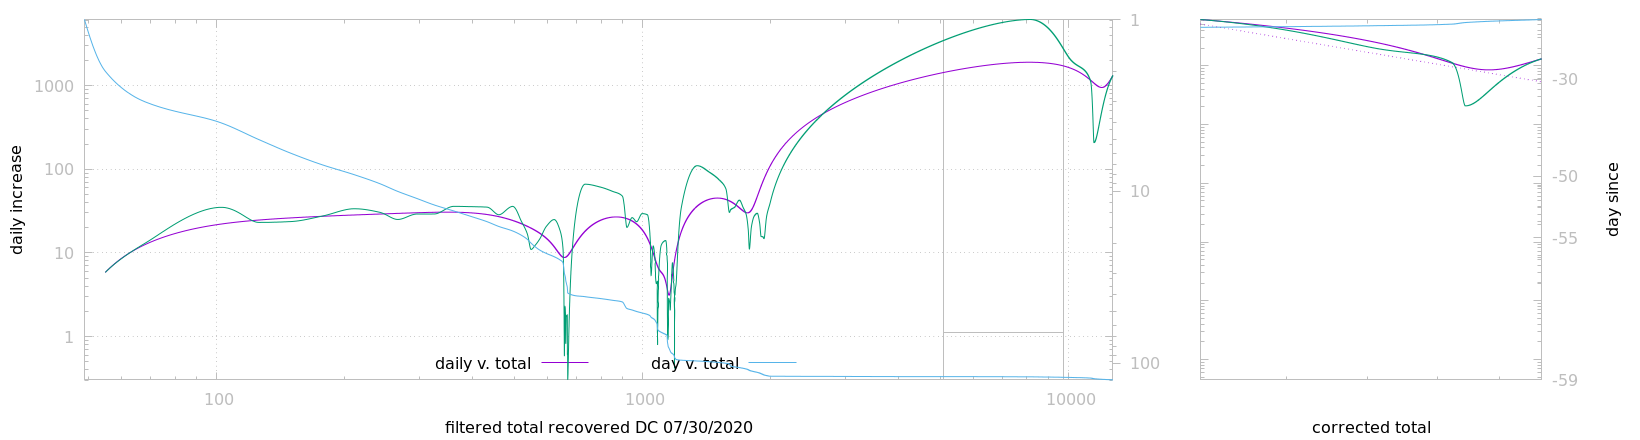 1
1000
-30
100
-50
10
daily increase
day since
10
-55
1
daily v. total
day v. total
100
-59
100
1000
10000
filtered total recovered DC 07/30/2020
corrected total